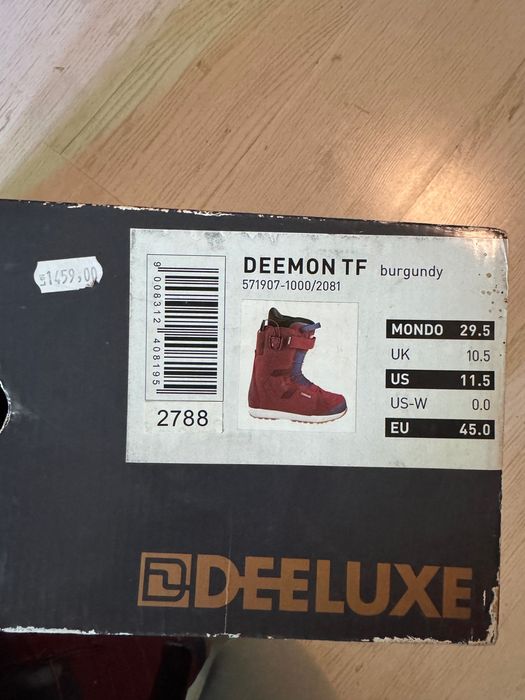 1459,00
9 008312 408195
2788
DEEMON TF burgundy
571907-1000/2081
MONDO 29.5
UK 10.5
US 11.5
US-W 0.0
EU 45.0
DEELUXE